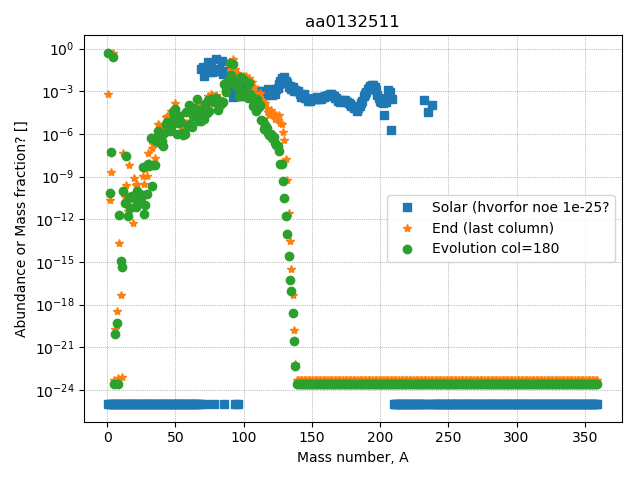 aa0132511
Abundance or Mass fraction? []
10⁰
10⁻³
10⁻⁶
10⁻⁹
10⁻¹²
10⁻¹⁵
10⁻¹⁸
10⁻²¹
10⁻²⁴
Solar (hvorfor noe 1e-25?
End (last column)
Evolution col=180
0 50 100 150 200 250 300 350
Mass number, A